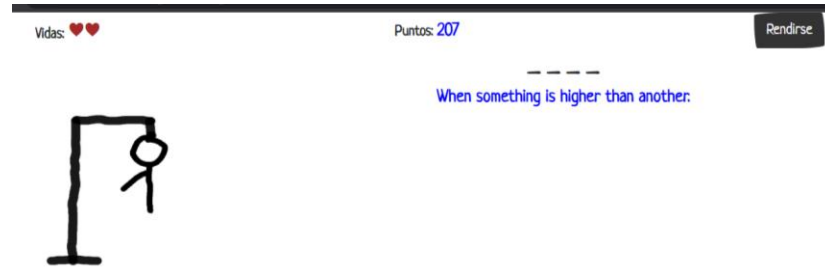 Vidas: ❤❤ Puntos: 207 Rendirse
_ _ _ _
When something is higher than another.